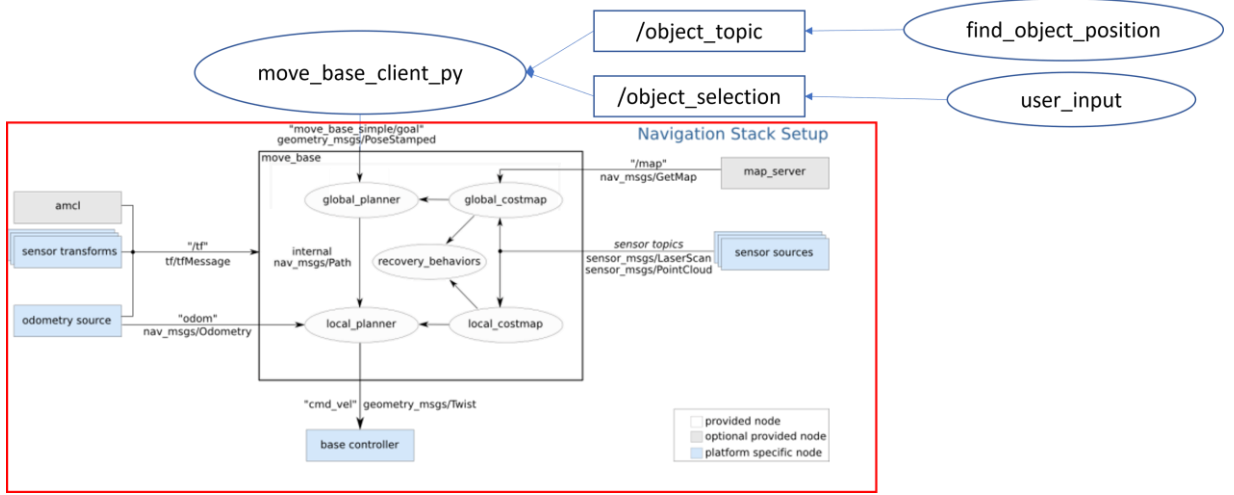 /object_topic
find_object_position
move_base_client_py
/object_selection
user_input
"move_base_simple/goal"
geometry_msgs/PoseStamped
Navigation Stack Setup
move_base
"/map"
nav_msgs/GetMap
map_server
amcl
global_planner
global_costmap
sensor transforms
"/tf"
tf/tfMessage
internal
nav_msgs/Path
recovery_behaviors
sensor topics
sensor_msgs/LaserScan
sensor_msgs/PointCloud
sensor sources
odometry source
"odom"
nav_msgs/Odometry
local_planner
local_costmap
"cmd_vel" geometry_msgs/Twist
base controller
provided node
optional provided node
platform specific node